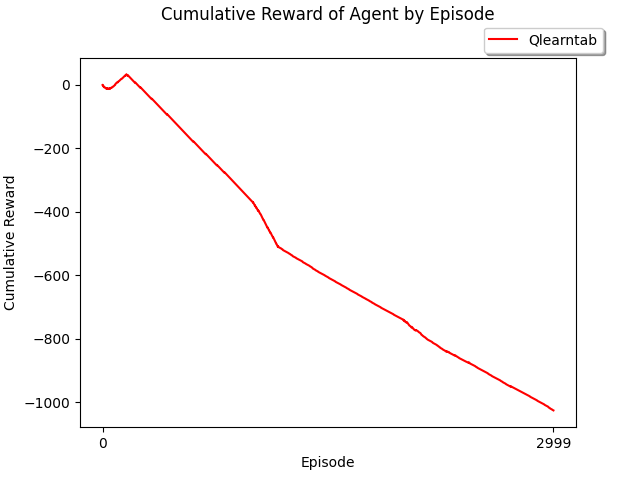 Cumulative Reward of Agent by Episode
Qlearntab
0
−200
−400
−600
−800
−1000
Cumulative Reward
0
2999
Episode